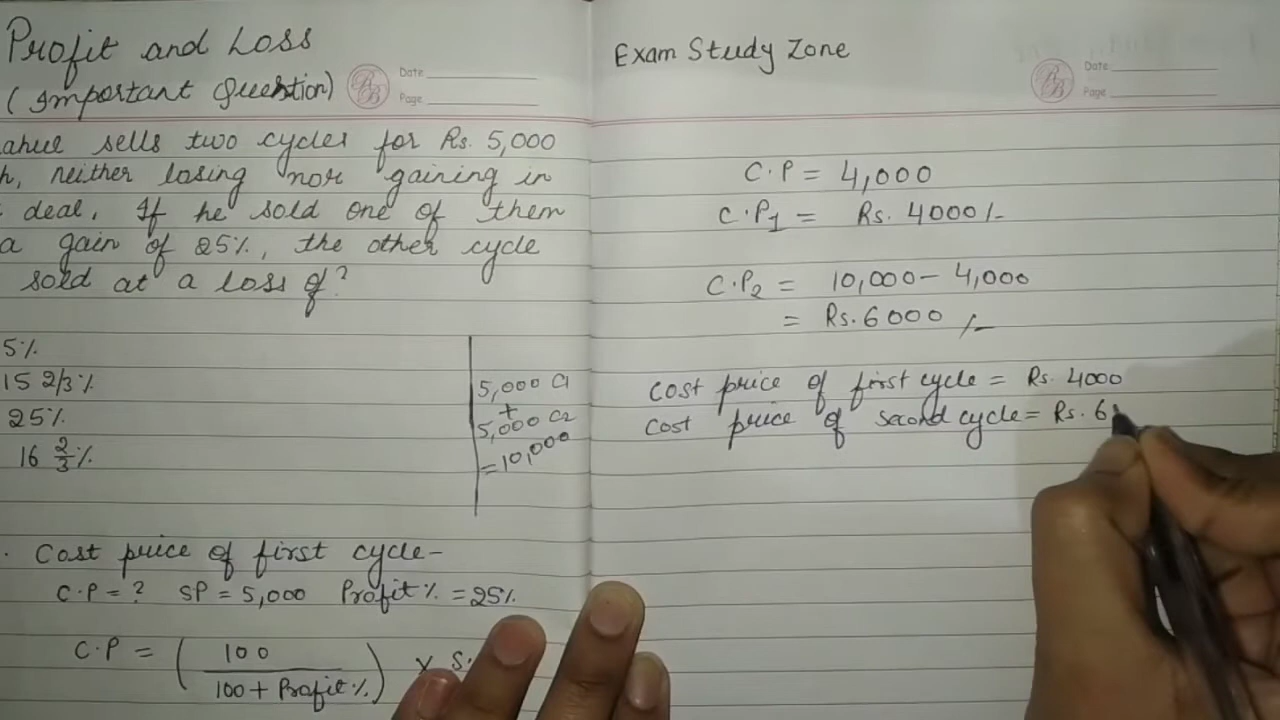 Profit and Loss
(Important Question)
Date
Page
ahul sells two cycles for Rs. 5,000
h, neither losing nor gaining in
deal. If he sold one of them
a gain of 25%, the other cycle
sold at a loss of?
5%
15 2/3%
25%
16 2/3%
5,000 C1
+
5,000 C2
=10,000
. Cost price of first cycle-
C.P=? SP = 5,000 Profit% =25%
C.P = (100/100+Profit%) x S.
Exam Study Zone
Date
Page
C.P = 4,000
C.P1 = Rs. 4000/-
C.P2 = 10,000 - 4,000
= Rs.6000/-
Cost price of first cycle = Rs. 4000
Cost price of second cycle= Rs. 6